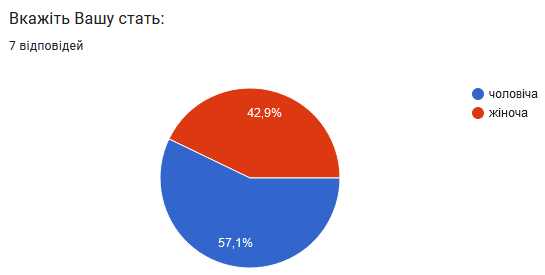 Вкажіть Вашу стать:
7 відповідей
чоловіча
жіноча
42,9%
57,1%